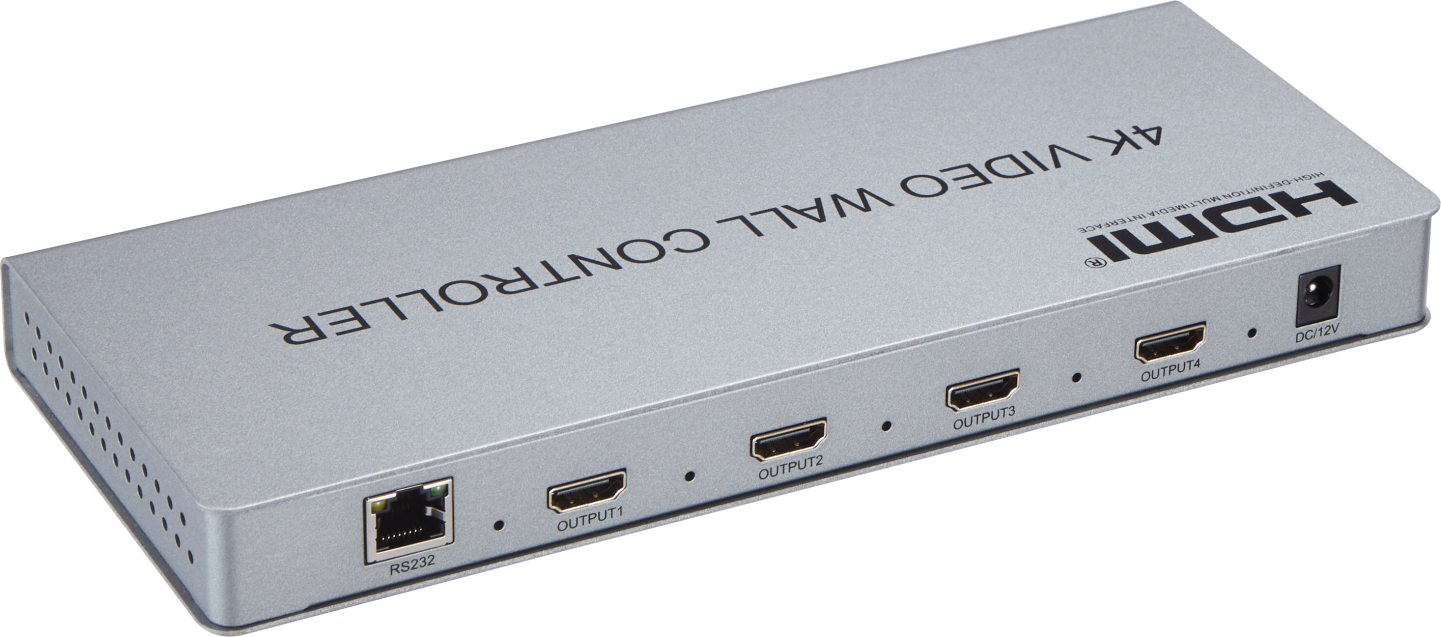 4K VIDEO WALL CONTROLLER
HDMI®
HIGH-DEFINITION MULTIMEDIA INTERFACE
RS232
OUTPUT1
OUTPUT2
OUTPUT3
OUTPUT4
DC/12V